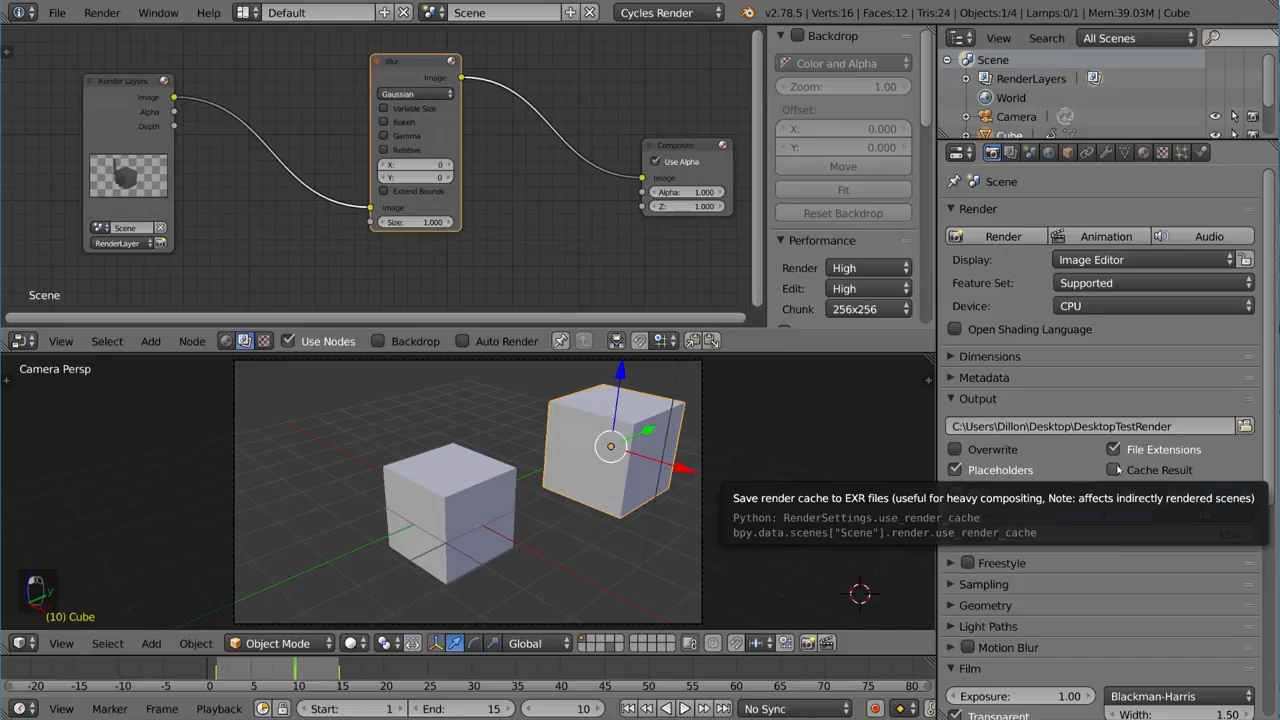 File Render Window Help Default Scene Cycles Render v2.78.5 | Verts:16 | Faces:12 | Tris:24 | Objects:1/4 | Lamps:0/1 | Mem:39.03M | Cube
Render Layers
Image
Alpha
Depth
Scene
RenderLayer
Blur
Image
Gaussian
Variable Size
Bokeh
Gamma
Relative
X: 0
Y: 0
Extend Bounds
Image
Size: 1.000
Composite
Use Alpha
Image
Alpha: 1.000
Z: 1.000
Scene
Backdrop
Color and Alpha
Zoom: 1.00
Offset:
X: 0.000
Y: 0.000
Move
Fit
Reset Backdrop
Performance
Render High
Edit: High
Chunk 256x256
View Select Add Node Use Nodes Backdrop Auto Render
Camera Persp
(10) Cube
View Select Add Object Object Mode Global
-20 -15 -10 -5 0 5 10 15 20 25 30 35 40 45 50 55 60 65 70 75 80
View Marker Frame Playback Start: 1 End: 15 10 No Sync
View Search All Scenes
Scene
RenderLayers
World
Camera
Cube
Scene
Render
Render Animation Audio
Display: Image Editor
Feature Set: Supported
Device: CPU
Open Shading Language
Dimensions
Metadata
Output
C:\Users\Dillon\Desktop\DesktopTestRender
Overwrite File Extensions
Placeholders Cache Result
Save render cache to EXR files (useful for heavy compositing, Note: affects indirectly rendered scenes)
Python: RenderSettings.use_render_cache
bpy.data.scenes["Scene"].render.use_render_cache
Freestyle
Sampling
Geometry
Light Paths
Motion Blur
Film
Exposure: 1.00 Blackman-Harris
Transparent Width: 1.50